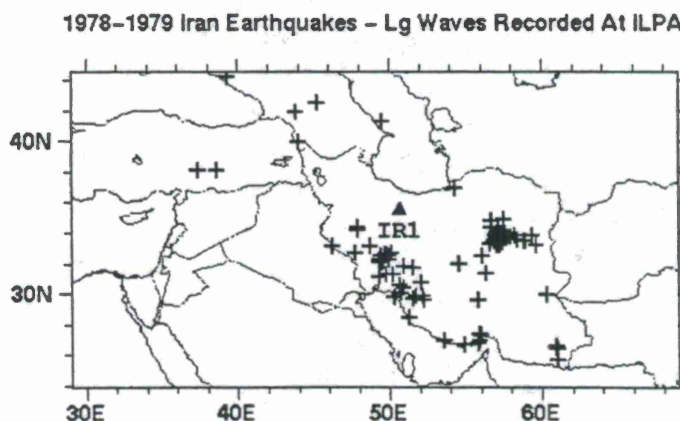 1978-1979 Iran Earthquakes - Lg Waves Recorded At ILPA
40N
IR1
30N
30E 40E 50E 60E